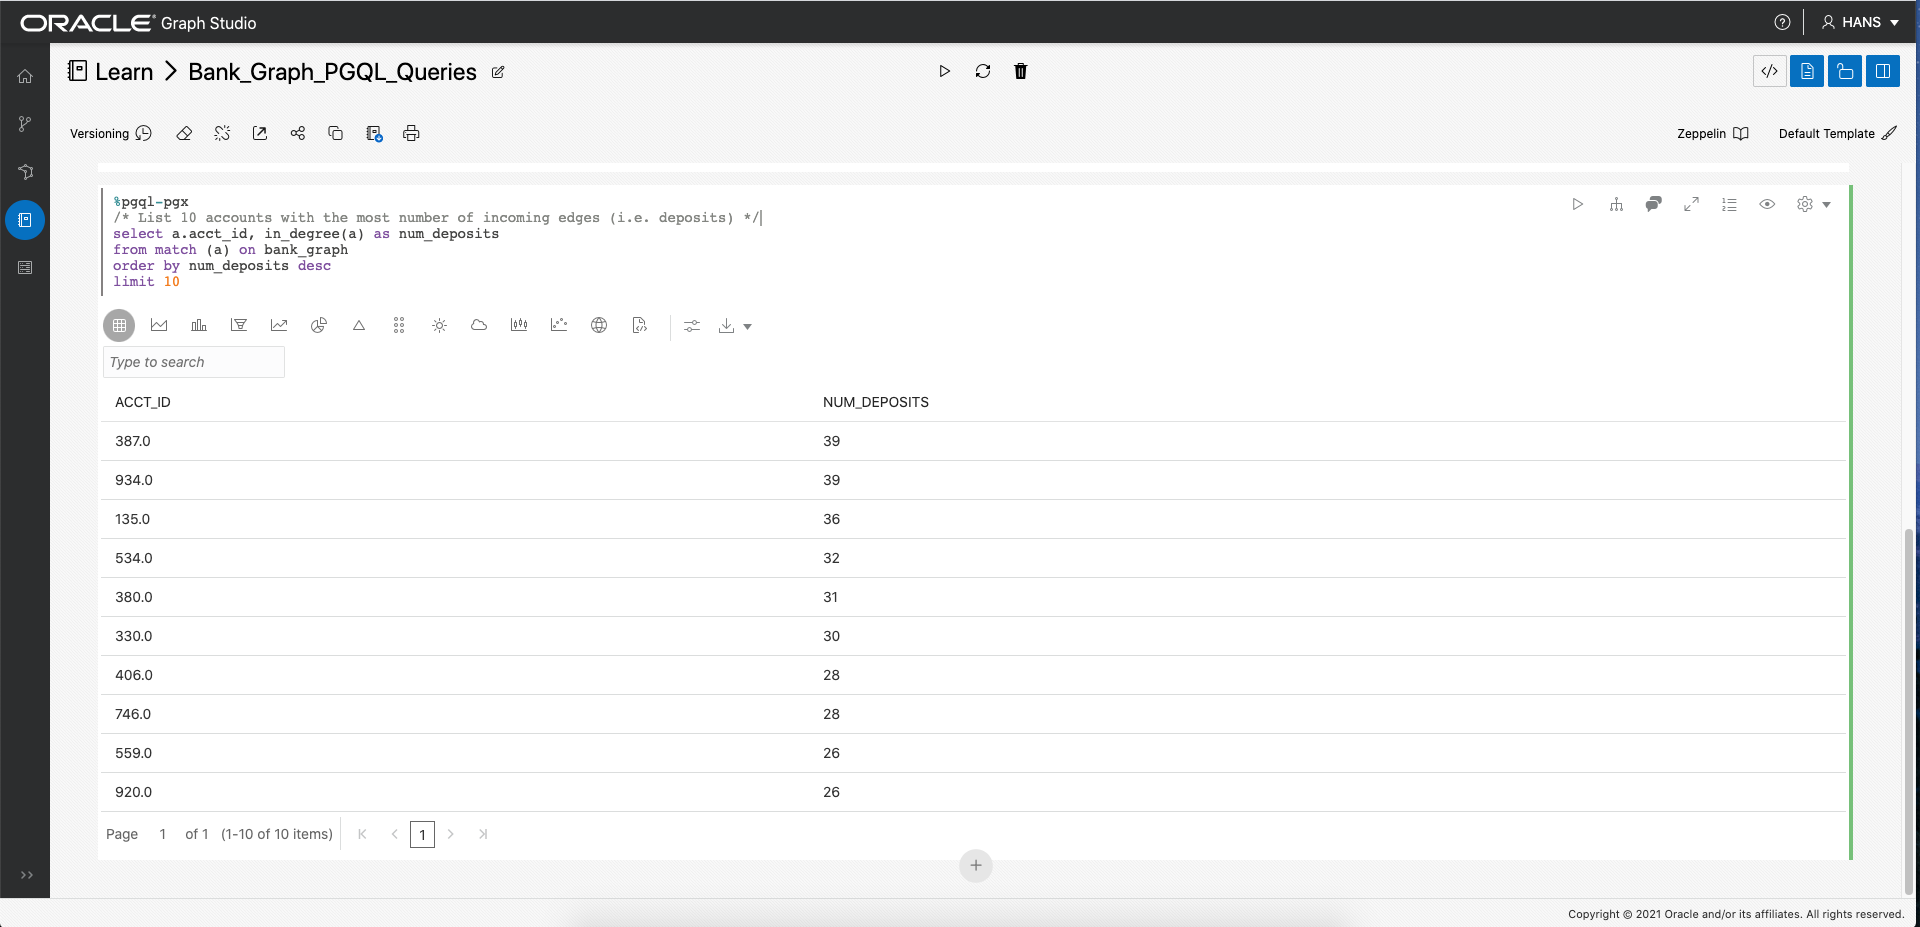 ORACLE Graph Studio
HANS
Learn > Bank_Graph_PGQL_Queries
</>
Versioning
Zeppelin
Default Template
%pgql-pgx
/* List 10 accounts with the most number of incoming edges (i.e. deposits) */
select a.acct_id, in_degree(a) as num_deposits
from match (a) on bank_graph
order by num_deposits desc
limit 10
Type to search
ACCT_ID NUM_DEPOSITS
387.0 39
934.0 39
135.0 36
534.0 32
380.0 31
330.0 30
406.0 28
746.0 28
559.0 26
920.0 26
Page 1 of 1 (1-10 of 10 items) 1
Copyright © 2021 Oracle and/or its affiliates. All rights reserved.